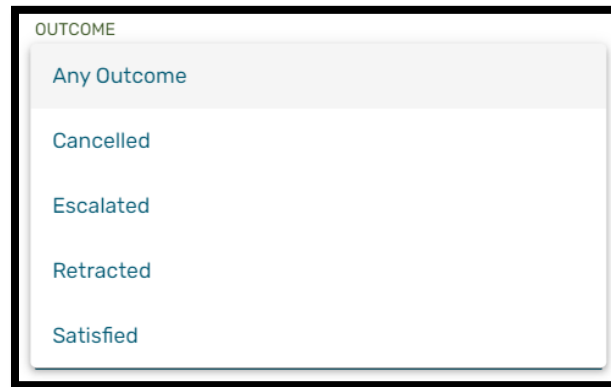 OUTCOME
Any Outcome
Cancelled
Escalated
Retracted
Satisfied